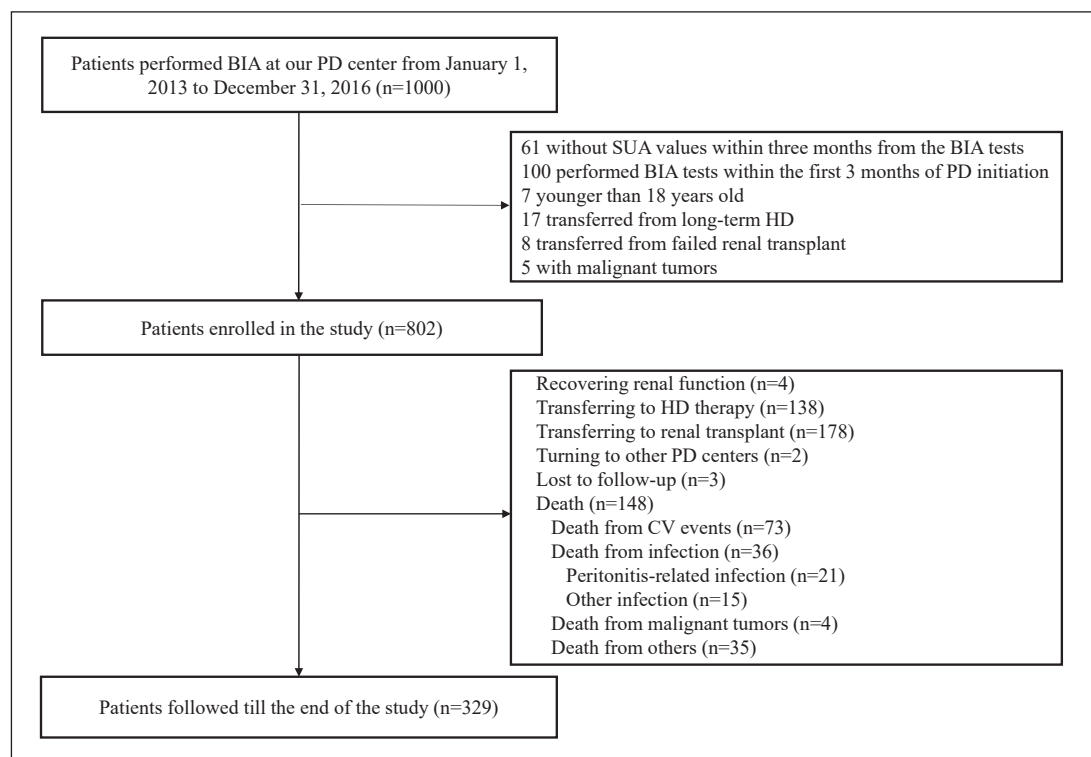 Patients performed BIA at our PD center from January 1,
2013 to December 31, 2016 (n=1000)
61 without SUA values within three months from the BIA tests
100 performed BIA tests within the first 3 months of PD initiation
7 younger than 18 years old
17 transferred from long-term HD
8 transferred from failed renal transplant
5 with malignant tumors
Patients enrolled in the study (n=802)
Recovering renal function (n=4)
Transferring to HD therapy (n=138)
Transferring to renal transplant (n=178)
Turning to other PD centers (n=2)
Lost to follow-up (n=3)
Death (n=148)
Death from CV events (n=73)
Death from infection (n=36)
Peritonitis-related infection (n=21)
Other infection (n=15)
Death from malignant tumors (n=4)
Death from others (n=35)
Patients followed till the end of the study (n=329)